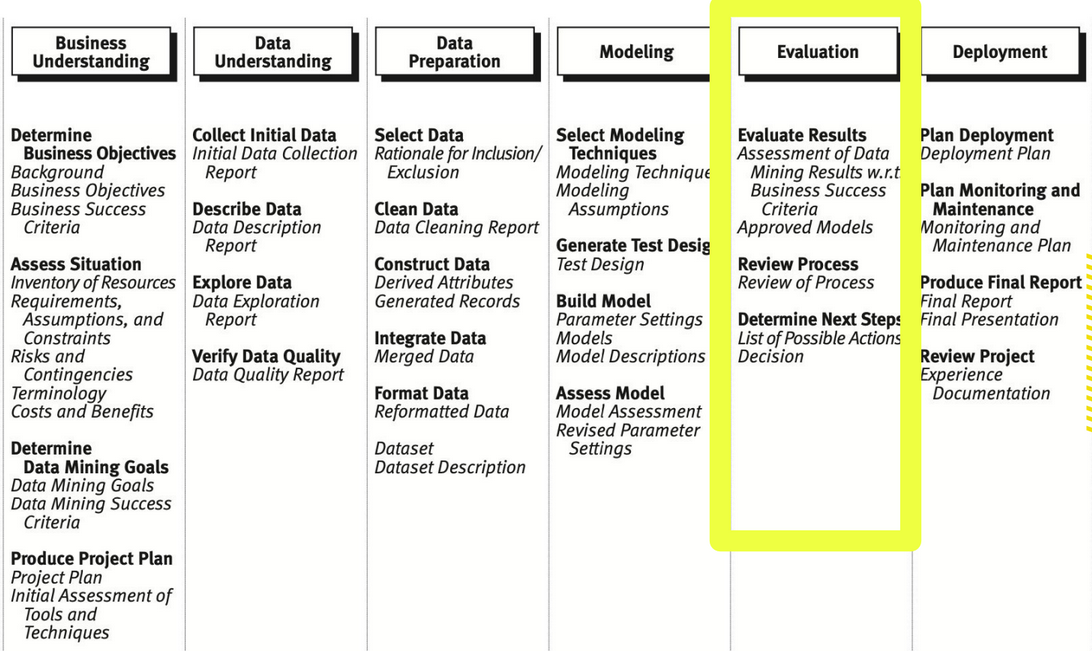 Business
Understanding
Determine
Business Objectives
Background
Business Objectives
Business Success
Criteria
Assess Situation
Inventory of Resources
Requirements,
Assumptions, and
Constraints
Risks and
Contingencies
Terminology
Costs and Benefits
Determine
Data Mining Goals
Data Mining Goals
Data Mining Success
Criteria
Produce Project Plan
Project Plan
Initial Assessment of
Tools and
Techniques
Data
Understanding
Collect Initial Data
Initial Data Collection
Report
Describe Data
Data Description
Report
Explore Data
Data Exploration
Report
Verify Data Quality
Data Quality Report
Data
Preparation
Select Data
Rationale for Inclusion/
Exclusion
Clean Data
Data Cleaning Report
Construct Data
Derived Attributes
Generated Records
Integrate Data
Merged Data
Format Data
Reformatted Data
Dataset
Dataset Description
Modeling
Select Modeling
Techniques
Modeling Technique
Modeling
Assumptions
Generate Test Desig
Test Design
Build Model
Parameter Settings
Models
Model Descriptions
Assess Model
Model Assessment
Revised Parameter
Settings
Evaluation
Evaluate Results
Assessment of Data
Mining Results w.r.t.
Business Success
Criteria
Approved Models
Review Process
Review of Process
Determine Next Steps
List of Possible Actions
Decision
Deployment
Plan Deployment
Deployment Plan
Plan Monitoring and
Maintenance
Monitoring and
Maintenance Plan
Produce Final Report
Final Report
Final Presentation
Review Project
Experience
Documentation